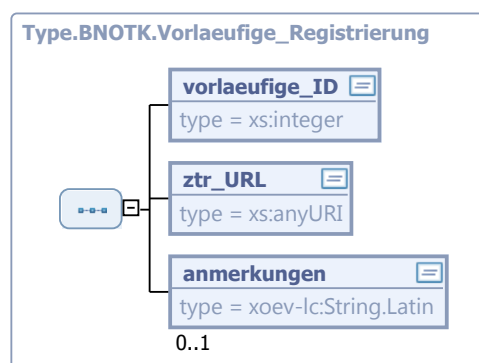 Type.BNOTK.Vorlaeufige_Registrierung
vorlaeufige_ID
type = xs:integer
ztr_URL
type = xs:anyURI
anmerkungen
type = xoev-lc:String.Latin
0..1